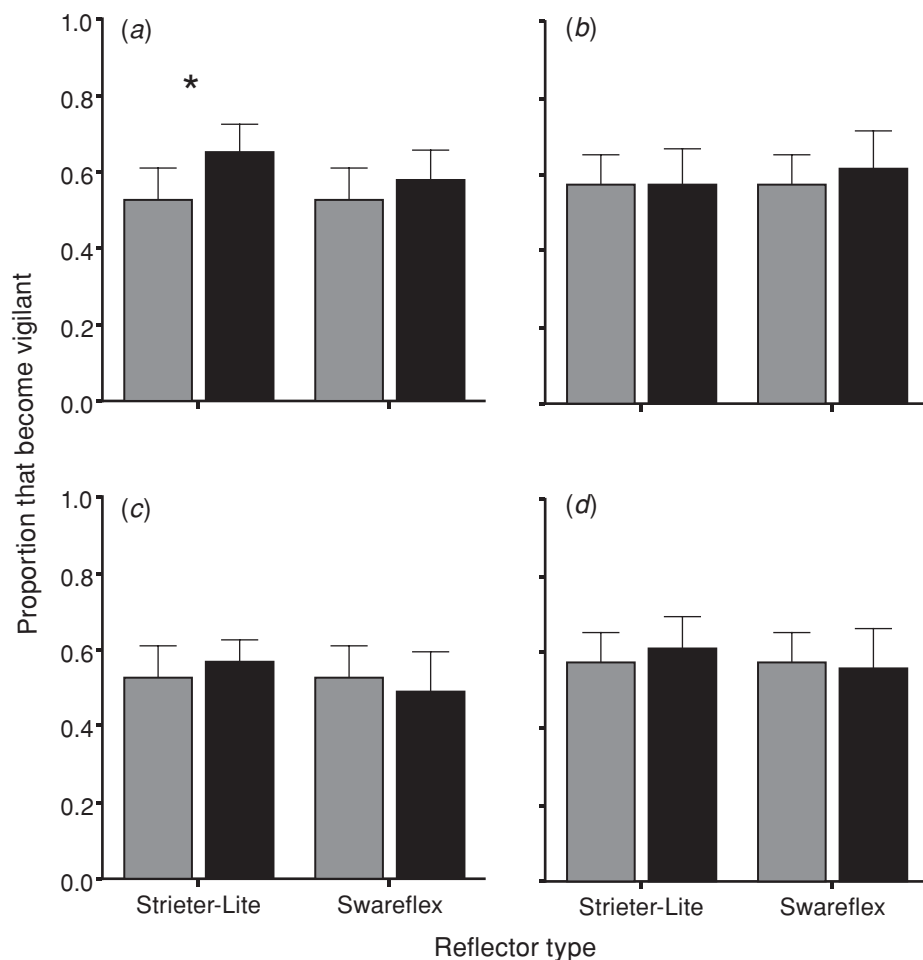 Proportion that become vigilant
1.0
0.8
0.6
0.4
0.2
0.0
(a)
*
(b)
1.0
0.8
0.6
0.4
0.2
0.0
(c)
(d)
Strieter-Lite Swareflex Strieter-Lite Swareflex
Reflector type